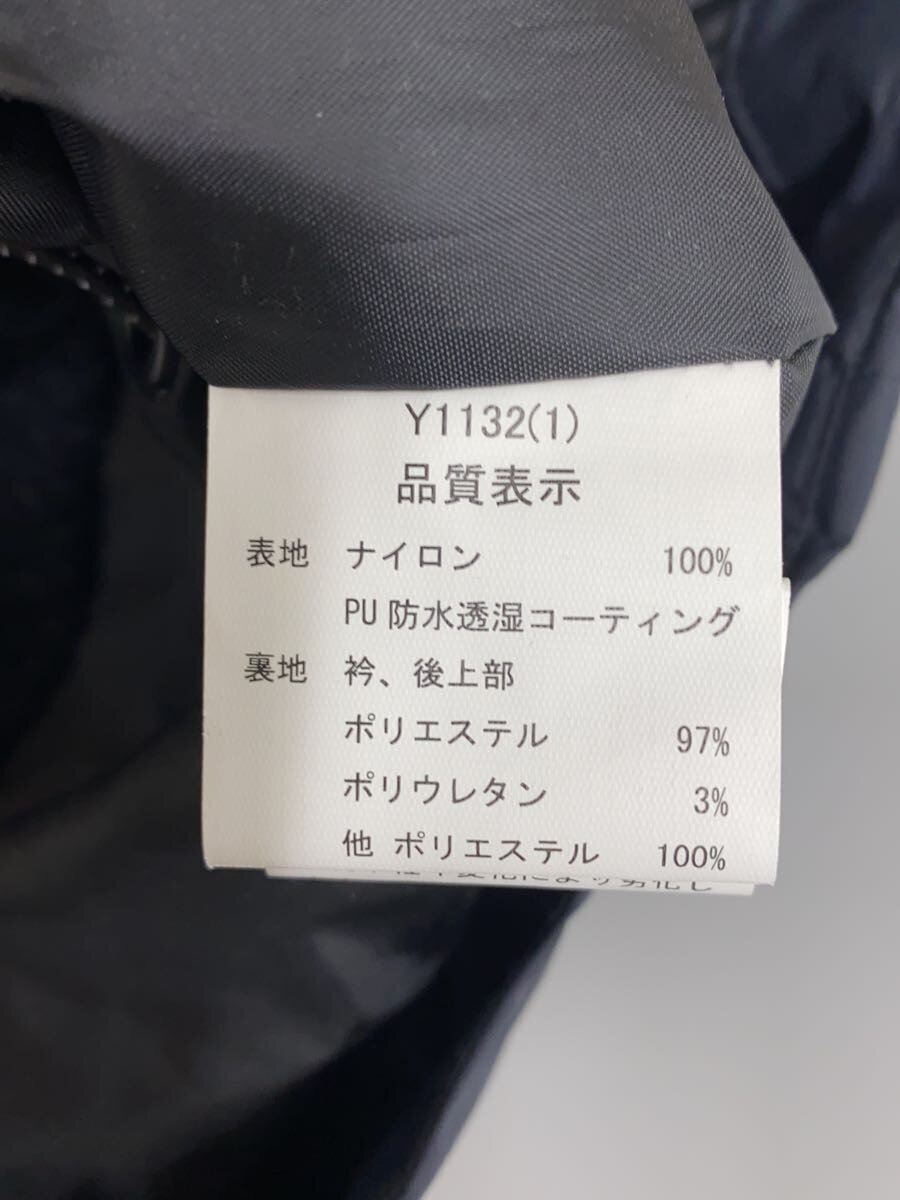 Y1132(1)
品質表示
表地 ナイロン 100%
PU防水透湿コーティング
裏地 衿、後上部
ポリエステル 97%
ポリウレタン 3%
他 ポリエステル 100%